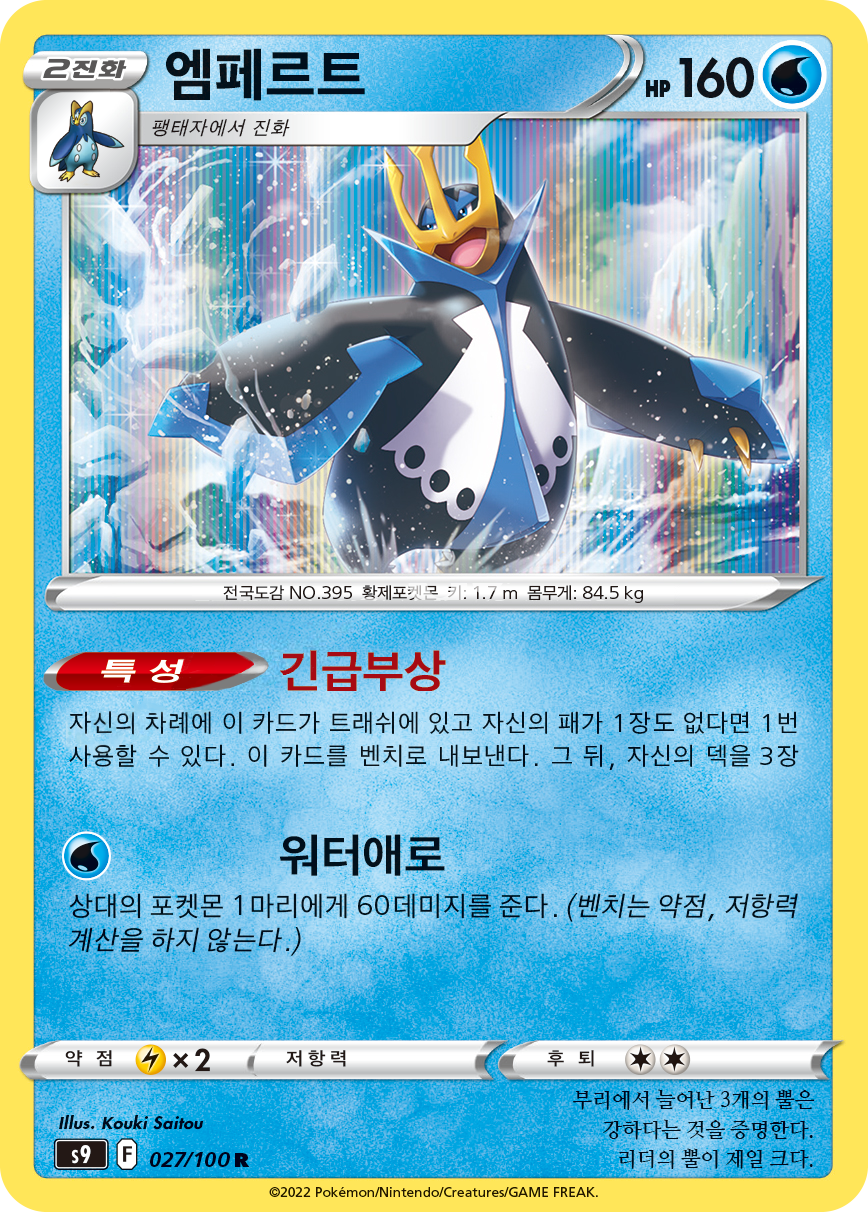 2진화
엠페르트
HP 160
팽태자에서 진화
전국도감 NO.395 황제포켓몬 키: 1.7 m 몸무게: 84.5 kg
특성 긴급부상
자신의 차례에 이 카드가 트래쉬에 있고 자신의 패가 1장도 없다면 1번
사용할 수 있다. 이 카드를 벤치로 내보낸다. 그 뒤, 자신의 덱을 3장
워터애로
상대의 포켓몬 1마리에게 60데미지를 준다. (벤치는 약점, 저항력
계산을 하지 않는다.)
약점 ×2 저항력 후퇴
부리에서 늘어난 3개의 뿔은
강하다는 것을 증명한다.
리더의 뿔이 제일 크다.
Illus. Kouki Saitou
s9 F 027/100 R
©2022 Pokémon/Nintendo/Creatures/GAME FREAK.